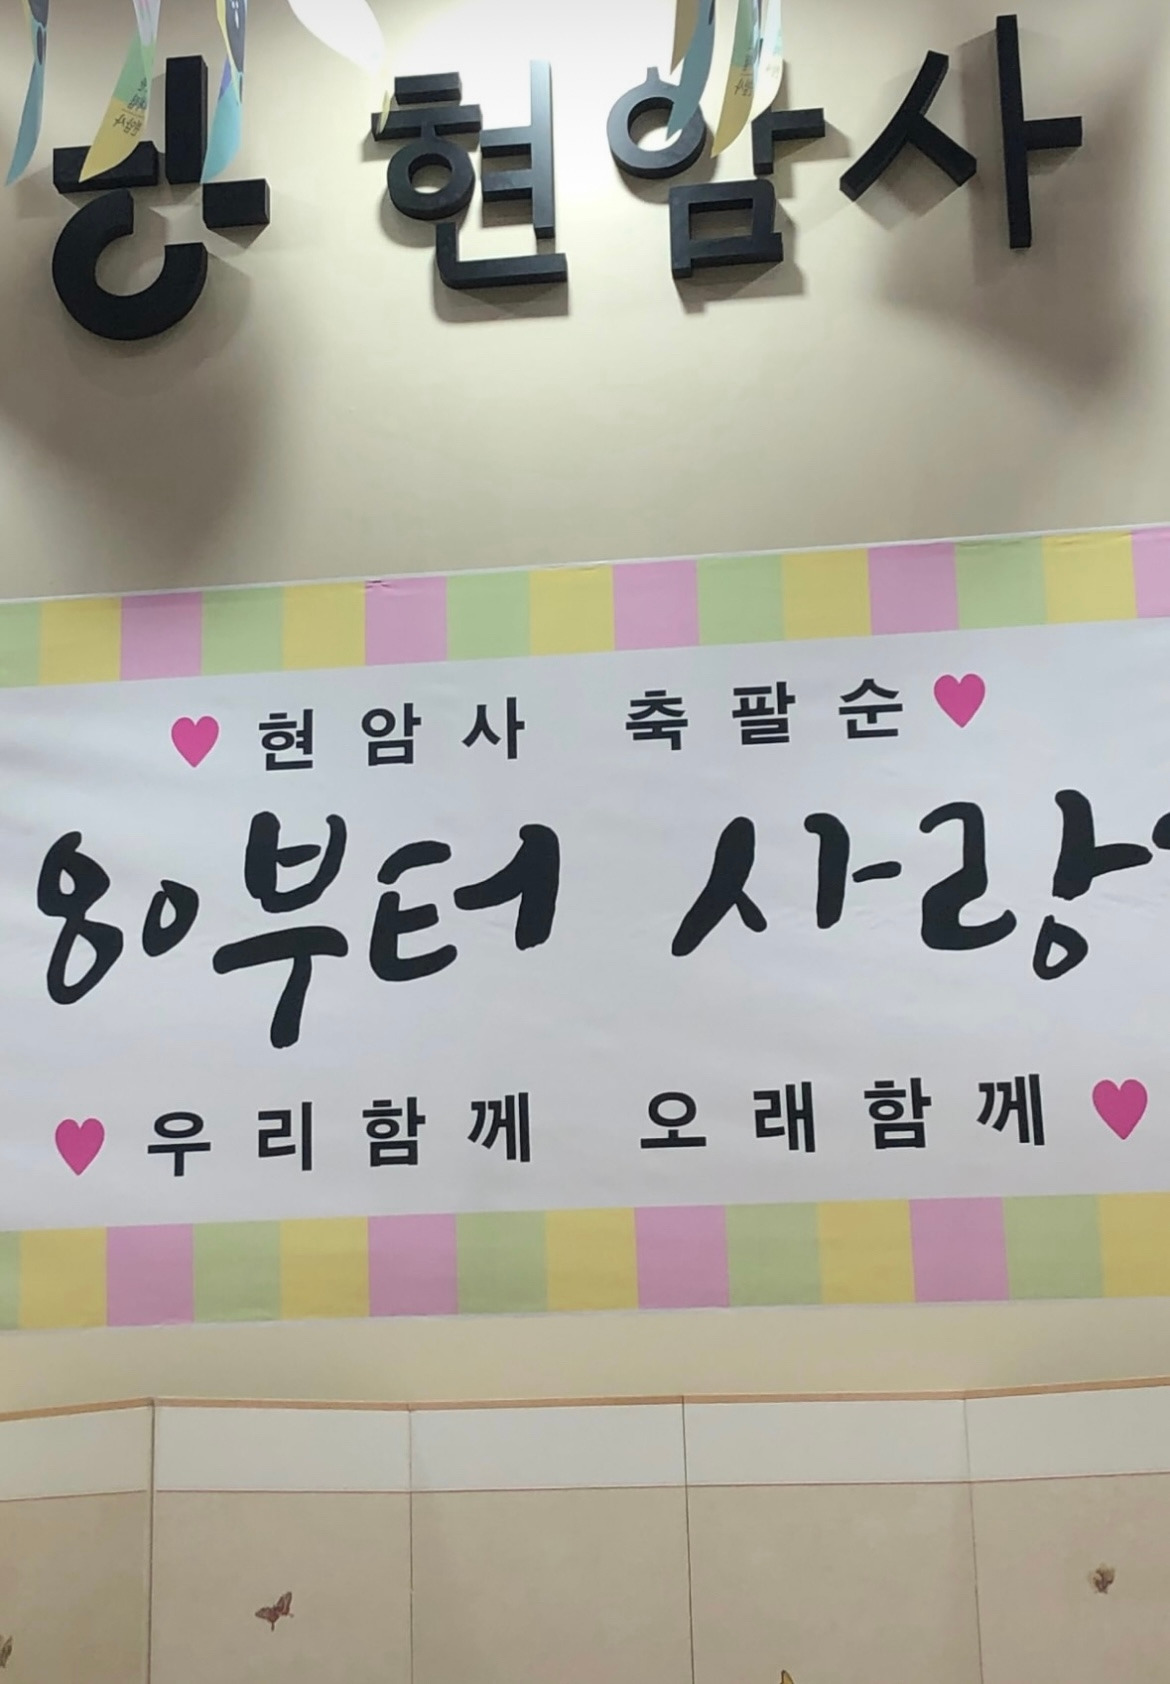 현암사
현암사 축팔순
80부터 사랑
우리함께 오래함께